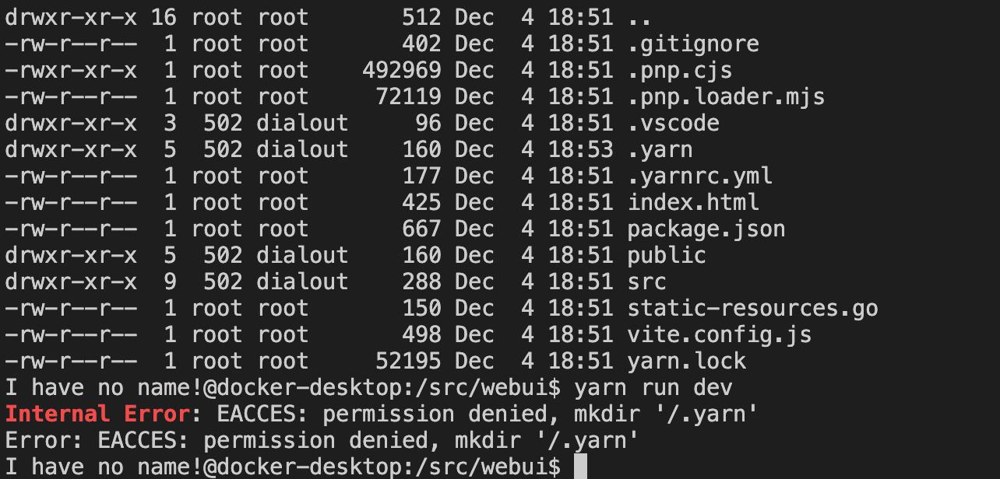 drwxr-xr-x 16 root root       512 Dec  4 18:51 ..
-rw-r--r--  1 root root       402 Dec  4 18:51 .gitignore
-rwxr-xr-x  1 root root    492969 Dec  4 18:51 .pnp.cjs
-rw-r--r--  1 root root     72119 Dec  4 18:51 .pnp.loader.mjs
drwxr-xr-x  3  502 dialout     96 Dec  4 18:51 .vscode
drwxr-xr-x  5  502 dialout    160 Dec  4 18:53 .yarn
-rw-r--r--  1 root root       177 Dec  4 18:51 .yarnrc.yml
-rw-r--r--  1 root root       425 Dec  4 18:51 index.html
-rw-r--r--  1 root root       667 Dec  4 18:51 package.json
drwxr-xr-x  5  502 dialout    160 Dec  4 18:51 public
drwxr-xr-x  9  502 dialout    288 Dec  4 18:51 src
-rw-r--r--  1 root root       150 Dec  4 18:51 static-resources.go
-rw-r--r--  1 root root       498 Dec  4 18:51 vite.config.js
-rw-r--r--  1 root root     52195 Dec  4 18:51 yarn.lock
I have no name!@docker-desktop:/src/webui$ yarn run dev
Internal Error: EACCES: permission denied, mkdir '/.yarn'
Error: EACCES: permission denied, mkdir '/.yarn'
I have no name!@docker-desktop:/src/webui$